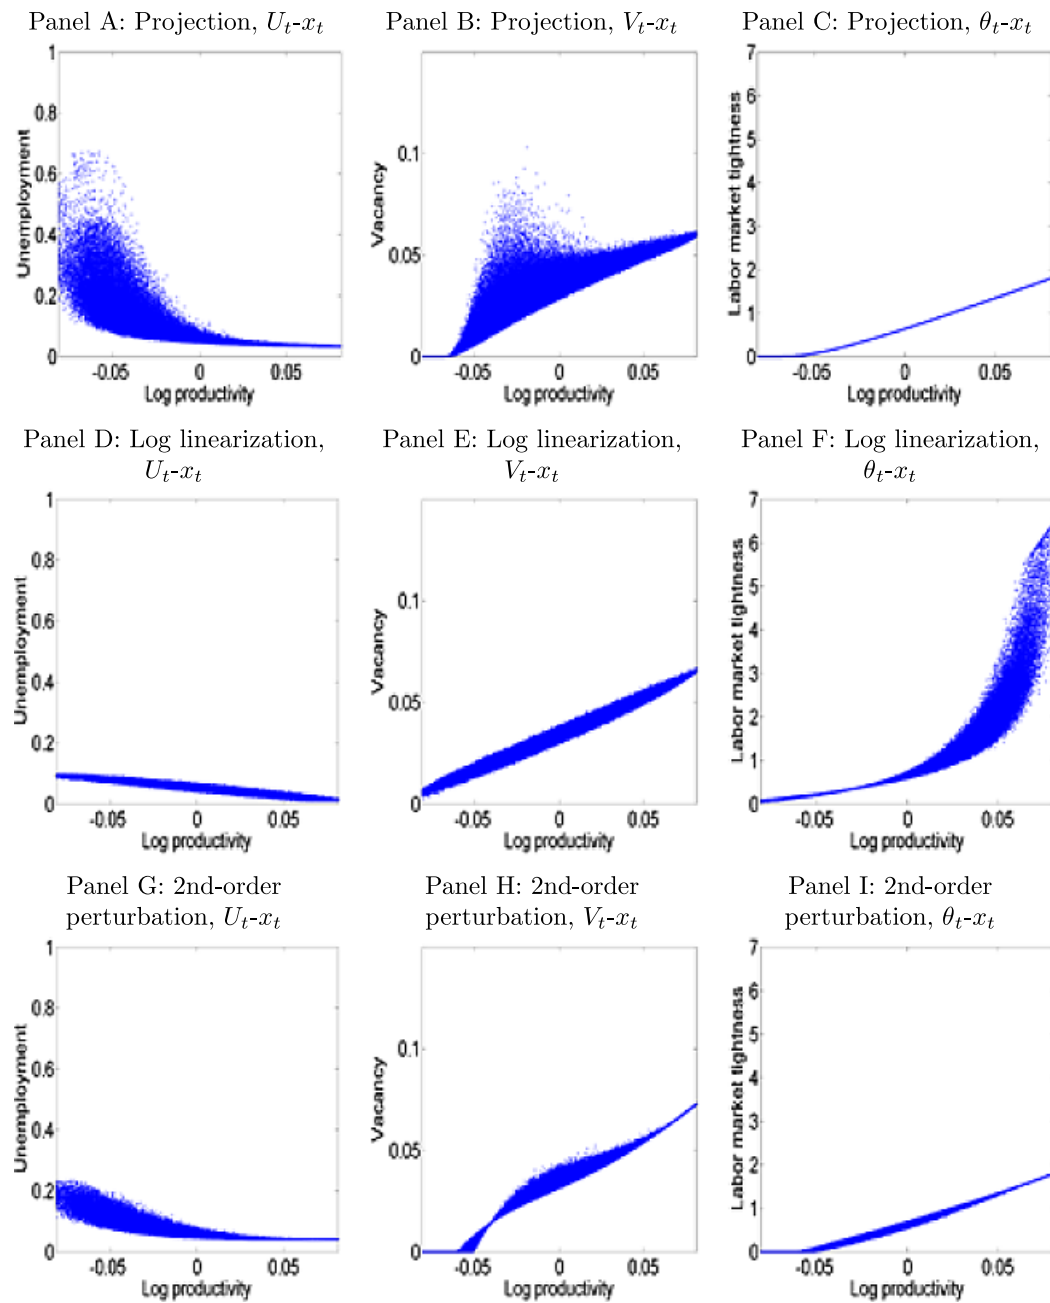 Panel A: Projection, Uₜ-xₜ
Panel B: Projection, Vₜ-xₜ
Panel C: Projection, θₜ-xₜ
Unemployment
1
0.8
0.6
0.4
0.2
0
-0.05 0 0.05
Log productivity
Vacancy
0.1
0.05
0
-0.05 0 0.05
Log productivity
Labor market tightness
7
6
5
4
3
2
1
0
-0.05 0 0.05
Log productivity
Panel D: Log linearization,
Uₜ-xₜ
Panel E: Log linearization,
Vₜ-xₜ
Panel F: Log linearization,
θₜ-xₜ
Unemployment
1
0.8
0.6
0.4
0.2
0
-0.05 0 0.05
Log productivity
Vacancy
0.1
0.05
0
-0.05 0 0.05
Log productivity
Labor market tightness
7
6
5
4
3
2
1
0
-0.05 0 0.05
Log productivity
Panel G: 2nd-order
perturbation, Uₜ-xₜ
Panel H: 2nd-order
perturbation, Vₜ-xₜ
Panel I: 2nd-order
perturbation, θₜ-xₜ
Unemployment
1
0.8
0.6
0.4
0.2
0
-0.05 0 0.05
Log productivity
Vacancy
0.1
0.05
0
-0.05 0 0.05
Log productivity
Labor market tightness
7
6
5
4
3
2
1
0
-0.05 0 0.05
Log productivity